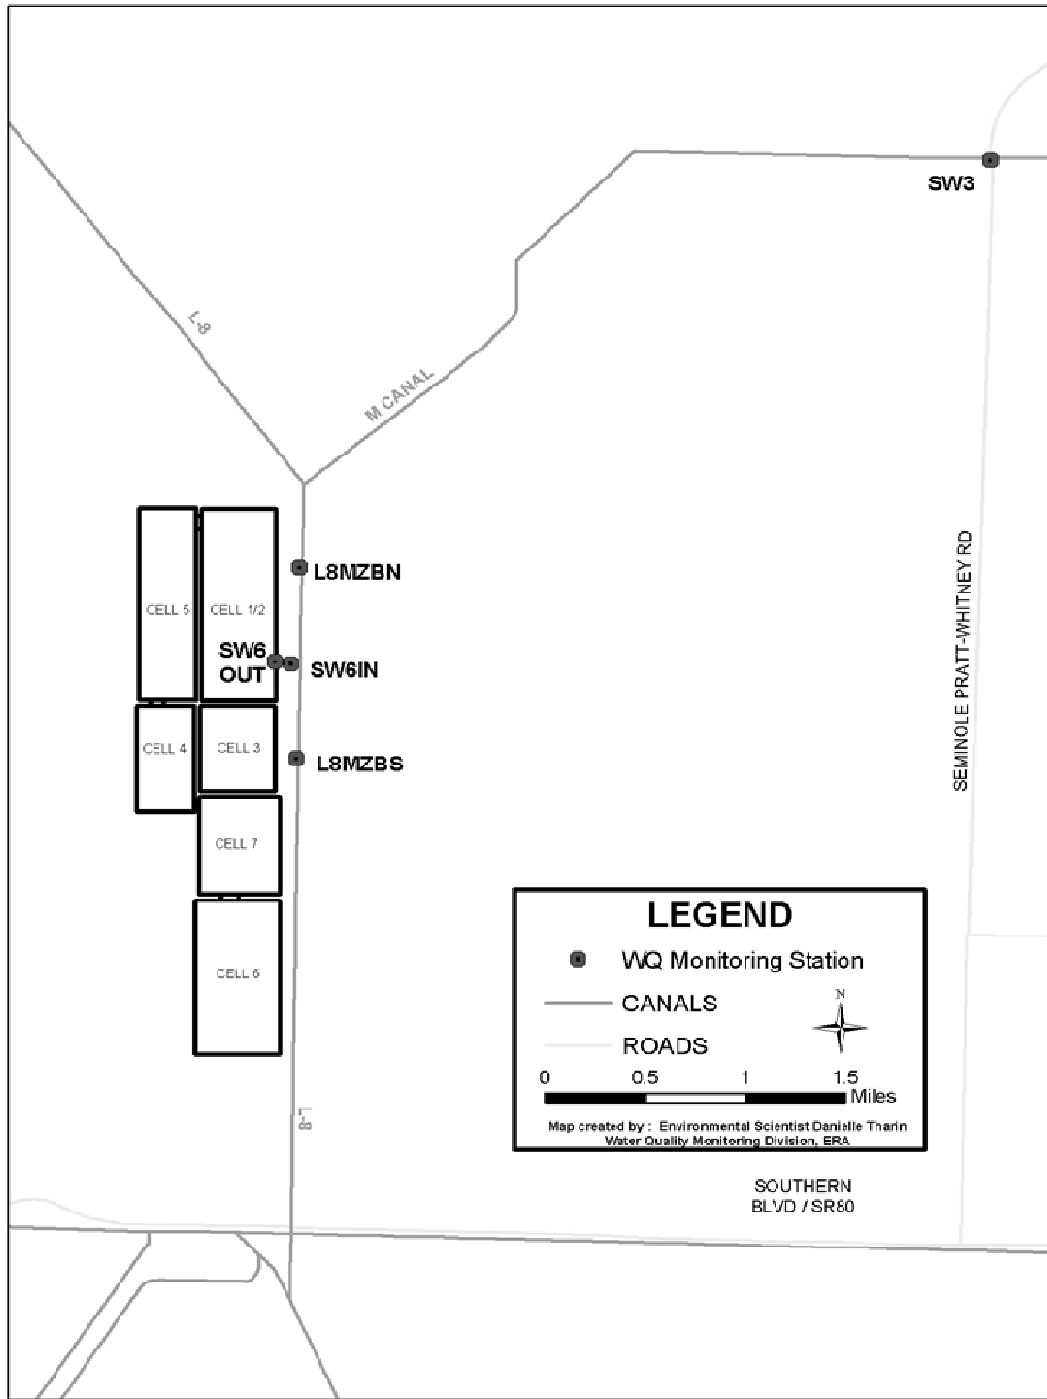 SW3
L-8
M CANAL
L8MZBN
CELL 5
CELL 1/2
SW6
OUT
SW6IN
SEMINOLE PRATT-WHITNEY RD
CELL 4
CELL 3
L8MZBS
CELL 7
CELL 6
LEGEND
WQ Monitoring Station
CANALS
N
ROADS
0 0.5 1 1.5
Miles
Map created by : Environmental Scientist Danielle Tharin
Water Quality Monitoring Division, ERA
L-8
SOUTHERN
BLVD / SR80